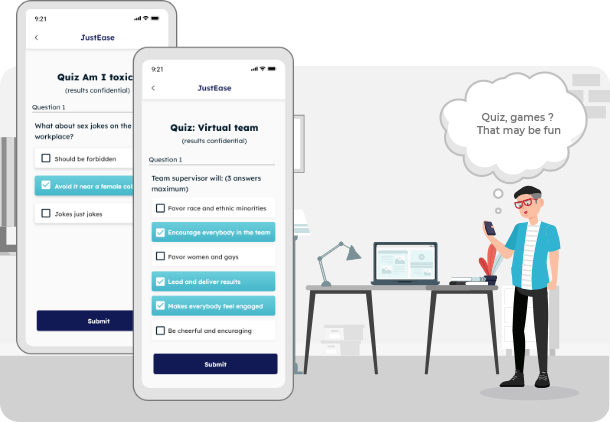 9:21
JustEase
Quiz Am I toxic
(results confidential)
Question 1
What about sex jokes on the
workplace?
Should be forbidden
Avoid it near a female
Jokes just jokes
Submit
9:21
JustEase
Quiz: Virtual team
(results confidential)
Question 1
Team supervisor will: (3 answers
maximum)
Favor race and ethnic minorities
Encourage everybody in the team
Favor women and gays
Lead and deliver results
Makes everybody feel engaged
Be cheerful and encuraging
Submit
Quiz, games ?
That may be fun